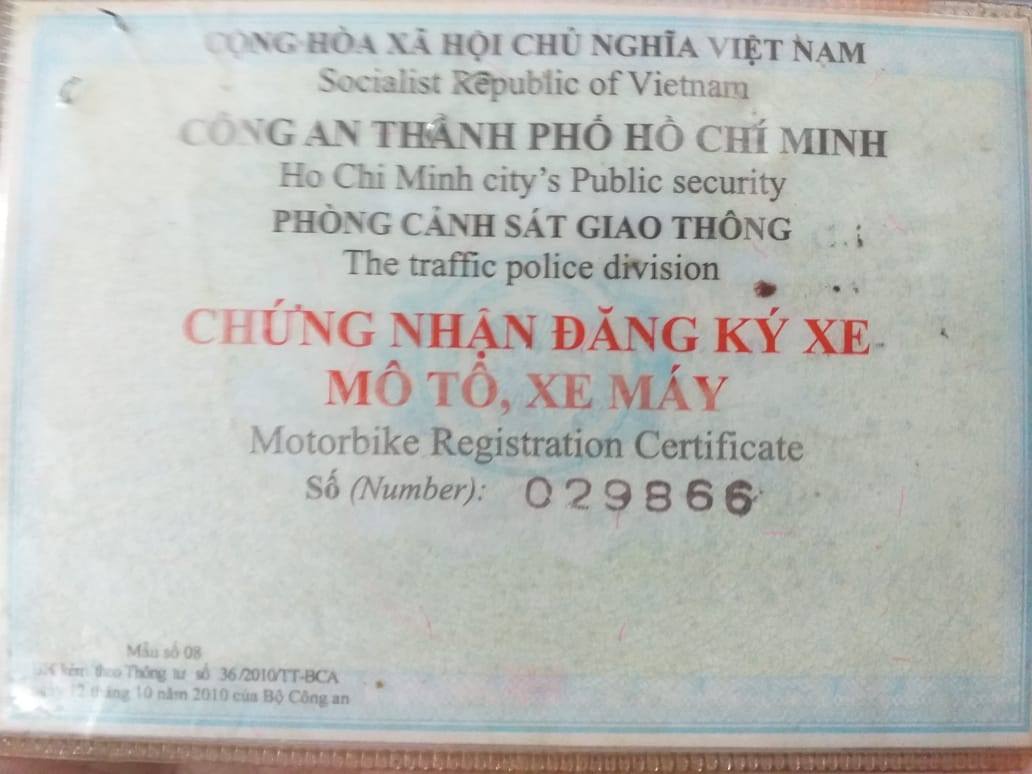 CỘNG HÒA XÃ HỘI CHỦ NGHĨA VIỆT NAM
Socialist Republic of Vietnam
CÔNG AN THÀNH PHỐ HỒ CHÍ MINH
Ho Chi Minh city's Public security
PHÒNG CẢNH SÁT GIAO THÔNG
The traffic police division
CHỨNG NHẬN ĐĂNG KÝ XE
MÔ TÔ, XE MÁY
Motorbike Registration Certificate
Số (Number): 029866
Mẫu số 08
kèm theo Thông tư số 36/2010/TT-BCA
ngày 12 tháng 10 năm 2010 của Bộ Công an